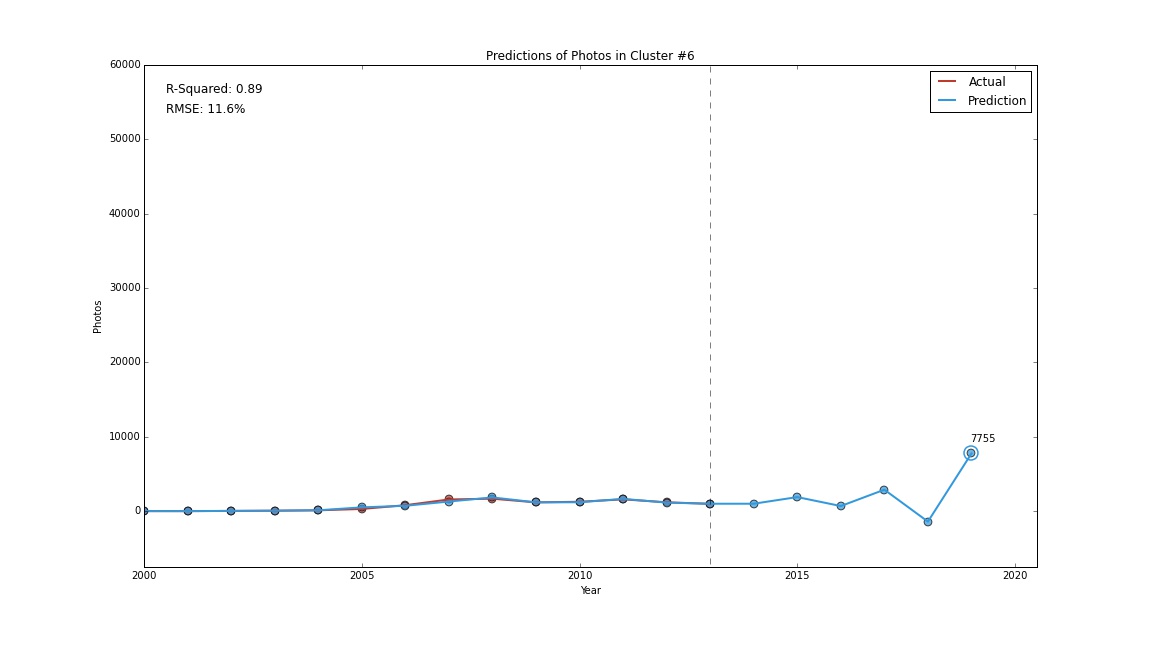 Predictions of Photos in Cluster #6
60000
50000
40000
30000
20000
10000
0
Photos
R-Squared: 0.89
RMSE: 11.6%
Actual
Prediction
7755
2000
2005
2010
2015
2020
Year